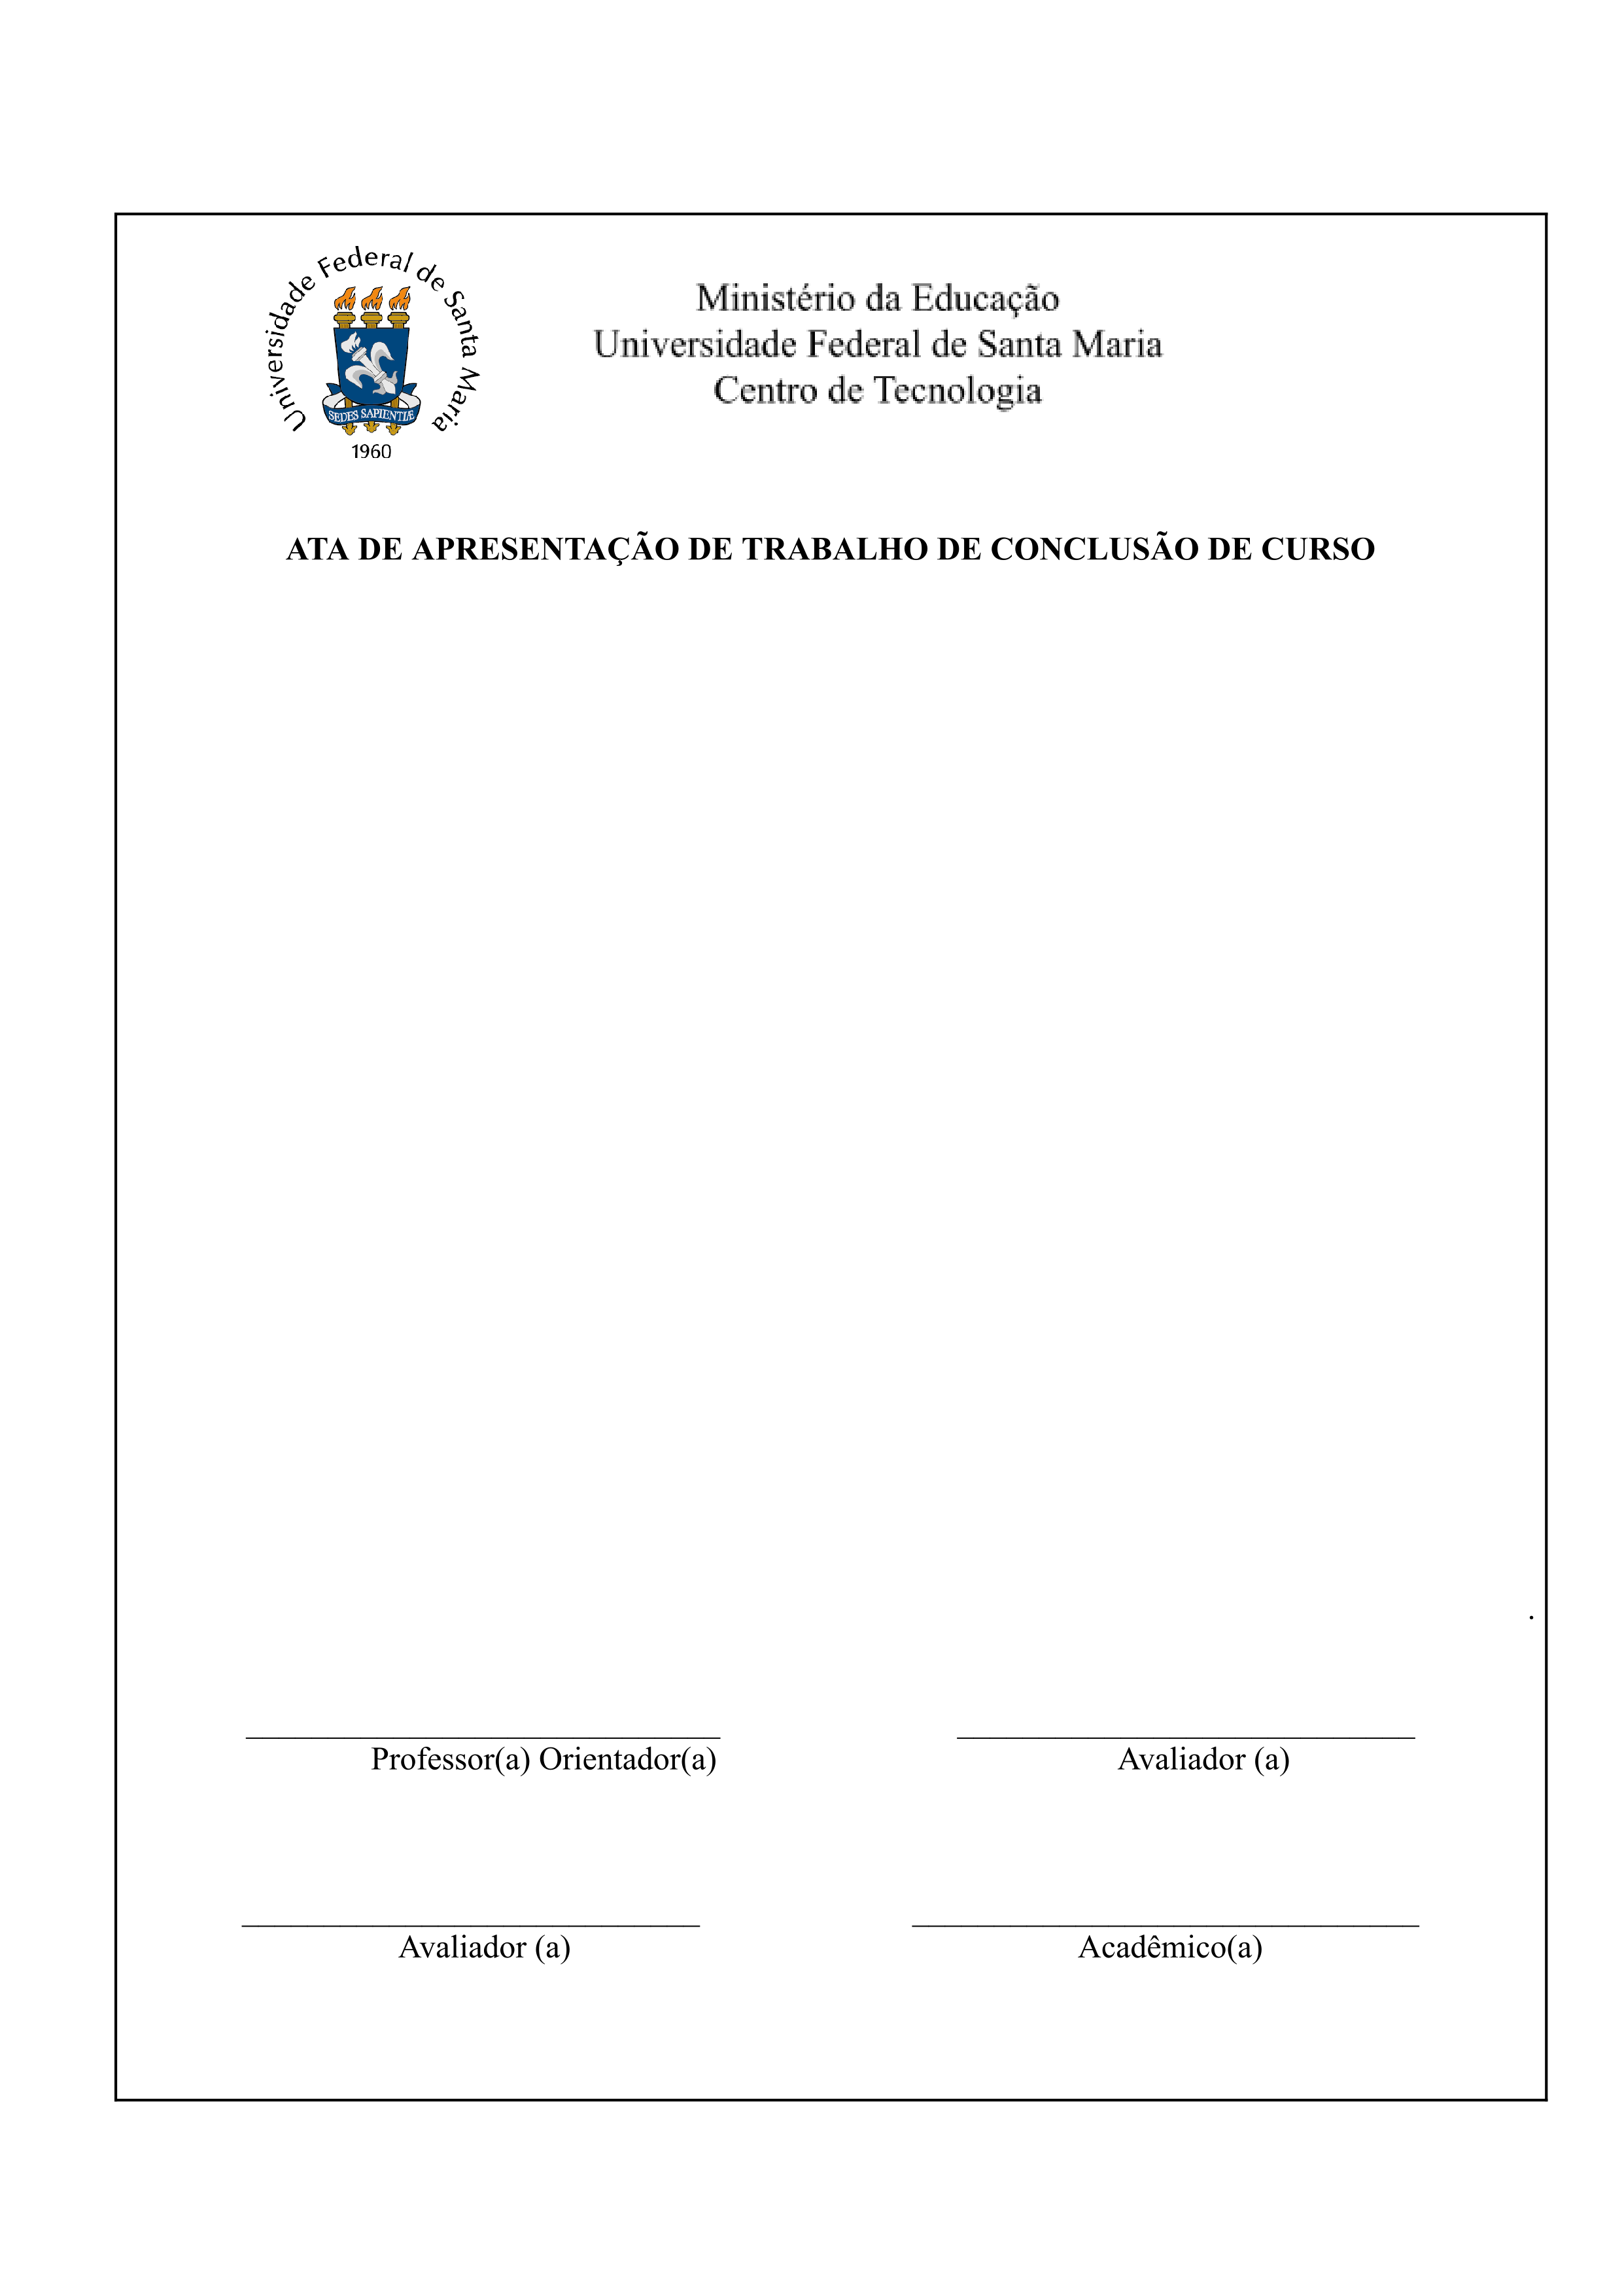 Universidade Federal de Santa Maria
SEDES SAPIENTIÆ
1960
Ministério da Educação
Universidade Federal de Santa Maria
Centro de Tecnologia
ATA DE APRESENTAÇÃO DE TRABALHO DE CONCLUSÃO DE CURSO
.
Professor(a) Orientador(a) Avaliador (a)
Avaliador (a) Acadêmico(a)